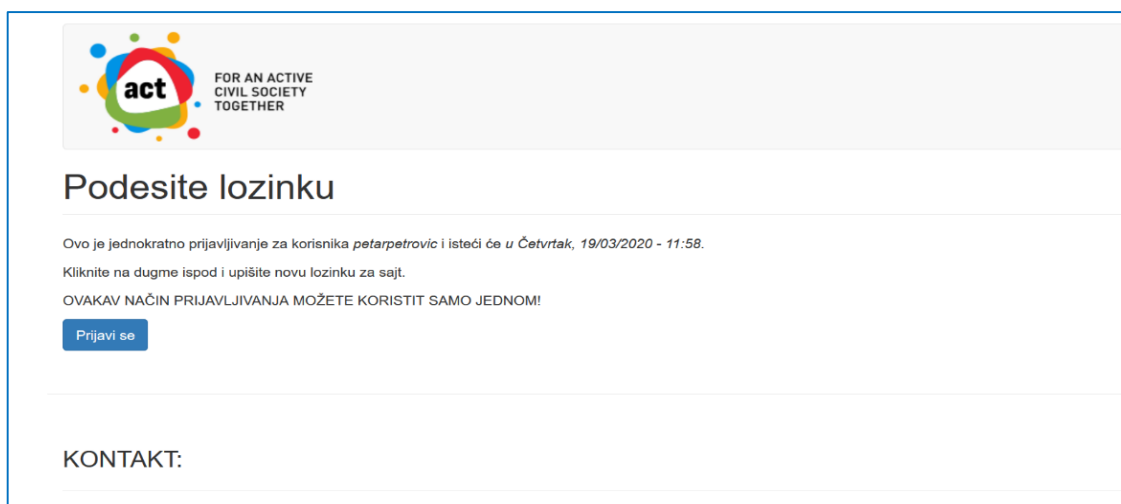 act
FOR AN ACTIVE
CIVIL SOCIETY
TOGETHER
Podesite lozinku
Ovo je jednokratno prijavljivanje za korisnika petarpetrovic i isteći će u Četvrtak, 19/03/2020 - 11:58.
Kliknite na dugme ispod i upišite novu lozinku za sajt.
OVAKAV NAČIN PRIJAVLJIVANJA MOŽETE KORISTIT SAMO JEDNOM!
Prijavi se
KONTAKT: